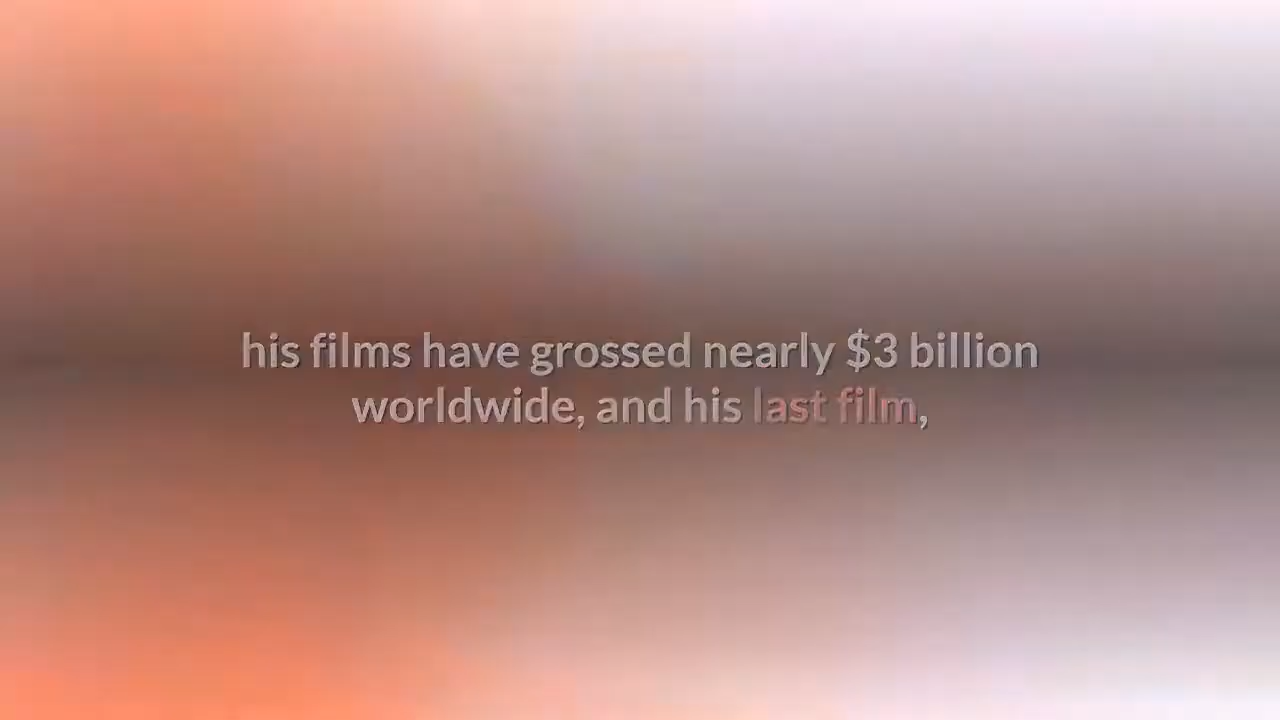 his films have grossed nearly $3 billion
worldwide, and his last film,